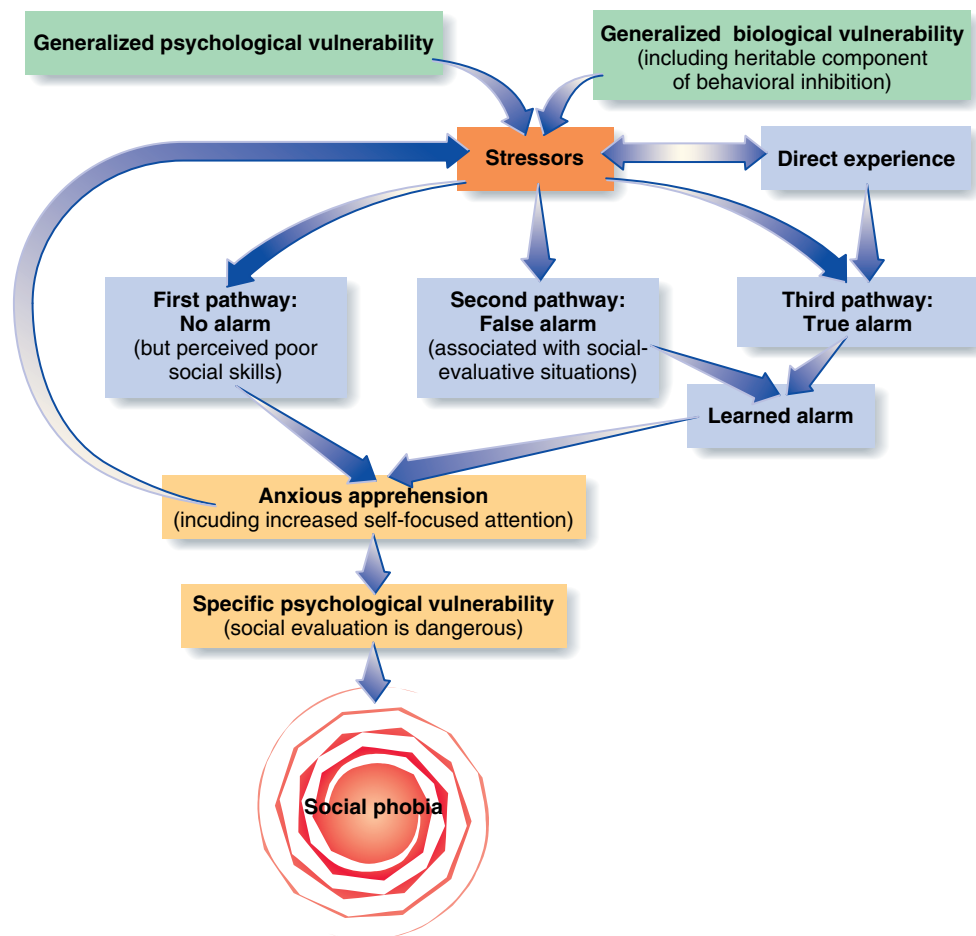 Generalized psychological vulnerability
Generalized biological vulnerability
(including heritable component
of behavioral inhibition)
Stressors
Direct experience
First pathway:
No alarm
(but perceived poor
social skills)
Second pathway:
False alarm
(associated with social-
evaluative situations)
Third pathway:
True alarm
Learned alarm
Anxious apprehension
(incuding increased self-focused attention)
Specific psychological vulnerability
(social evaluation is dangerous)
Social phobia